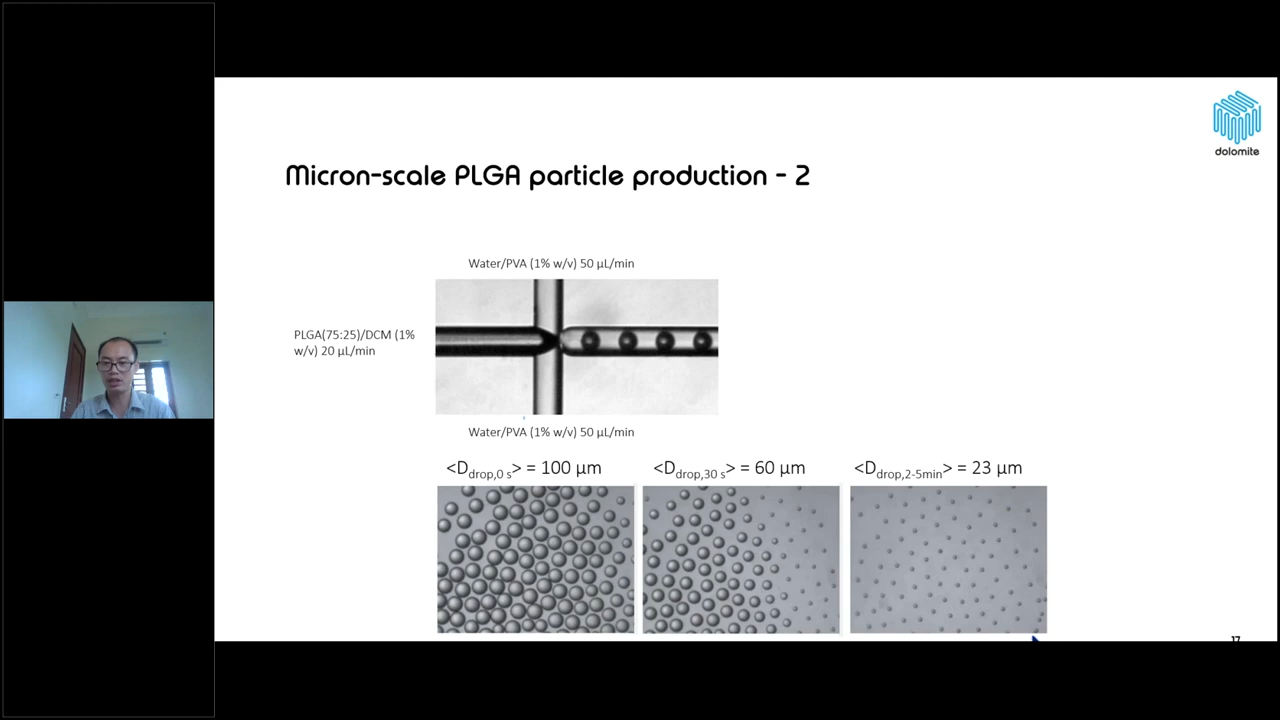 dolomite
Micron-scale PLGA particle production - 2
Water/PVA (1% w/v) 50 µL/min
PLGA(75:25)/DCM (1%
w/v) 20 µL/min
Water/PVA (1% w/v) 50 µL/min
<Ddrop,0 s> = 100 µm
<Ddrop,30 s> = 60 µm
<Ddrop,2-5min> = 23 µm
17